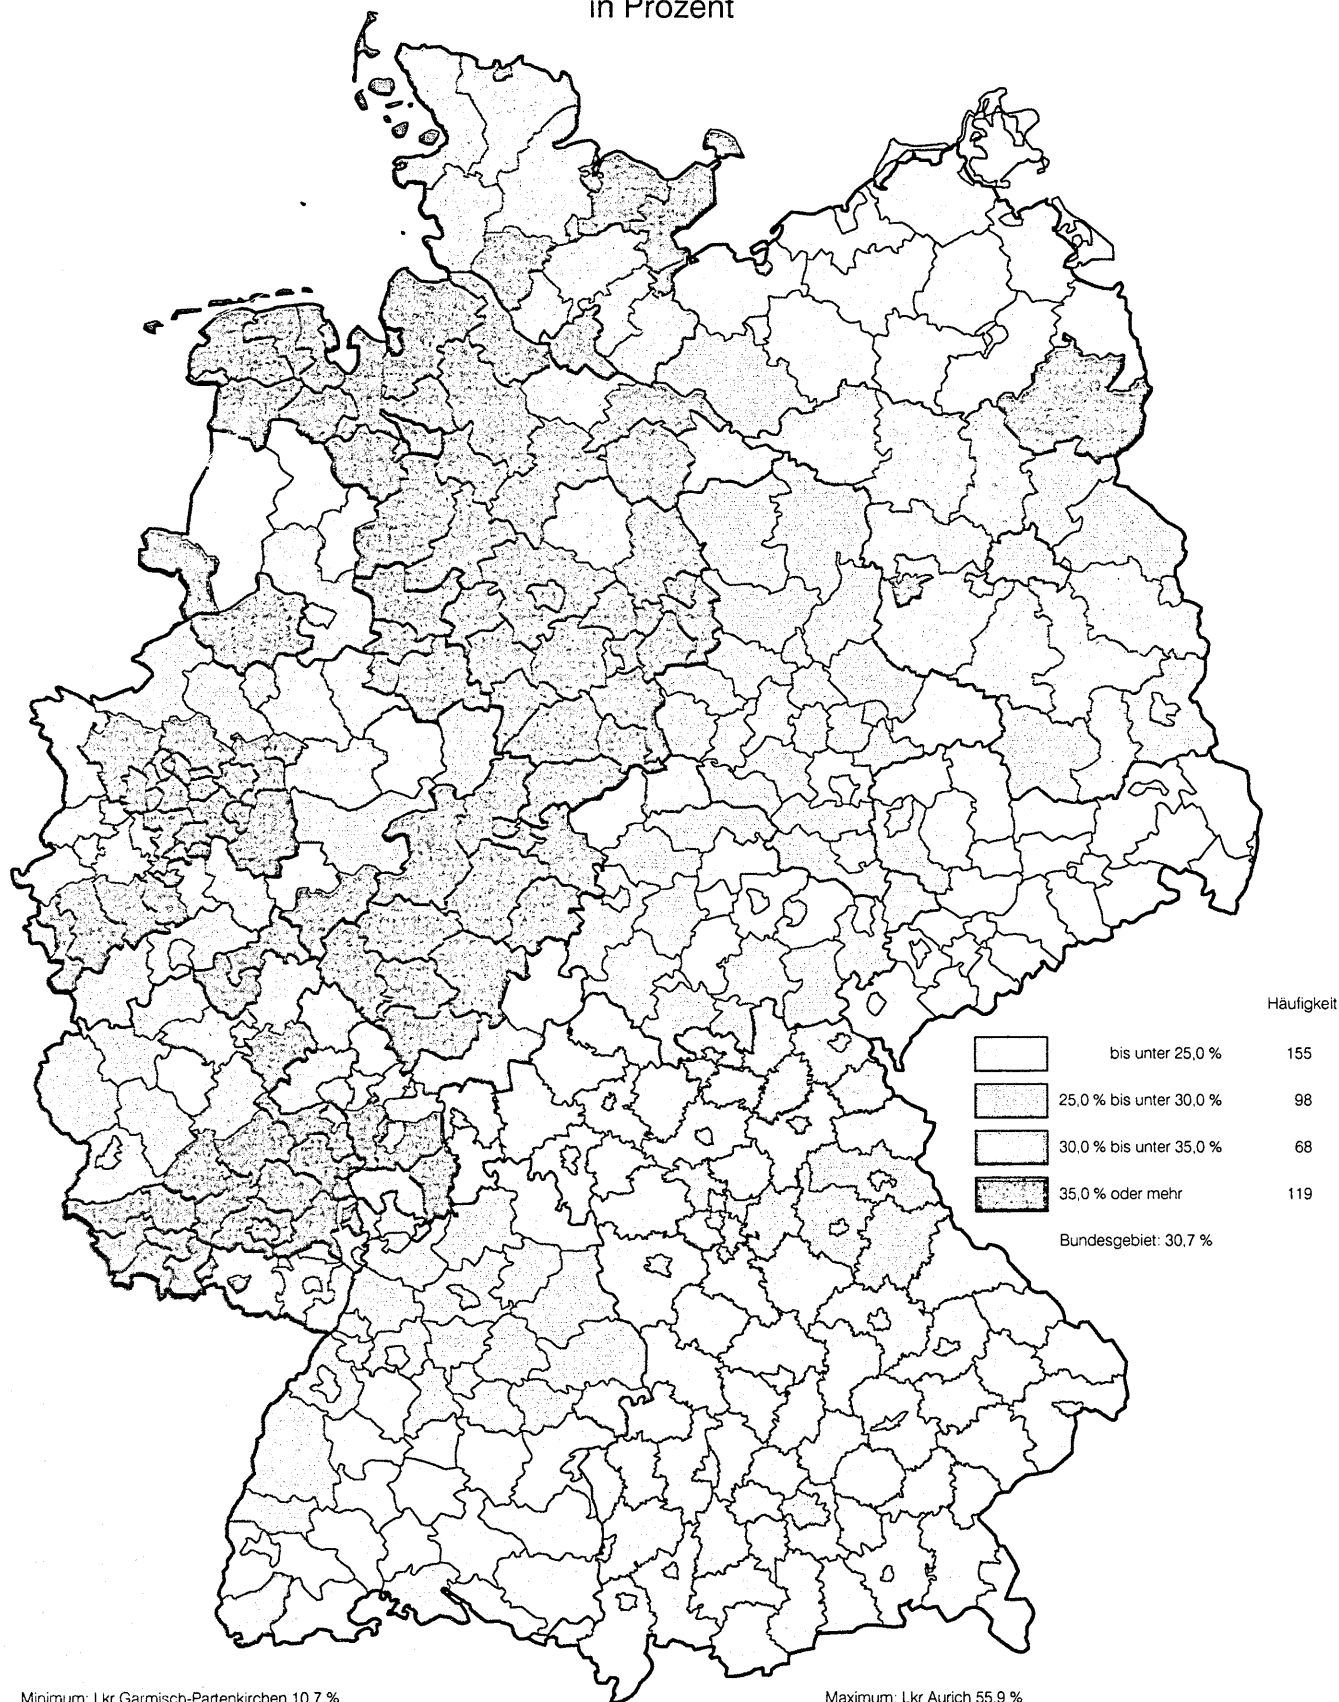 in Prozent
Häufigkeit
bis unter 25,0 % 155
25,0 % bis unter 30,0 % 98
30,0 % bis unter 35,0 % 68
35,0 % oder mehr 119
Bundesgebiet: 30,7 %
Minimum: Lkr Garmisch-Partenkirchen 10,7 %
Maximum: Lkr Aurich 55,9 %